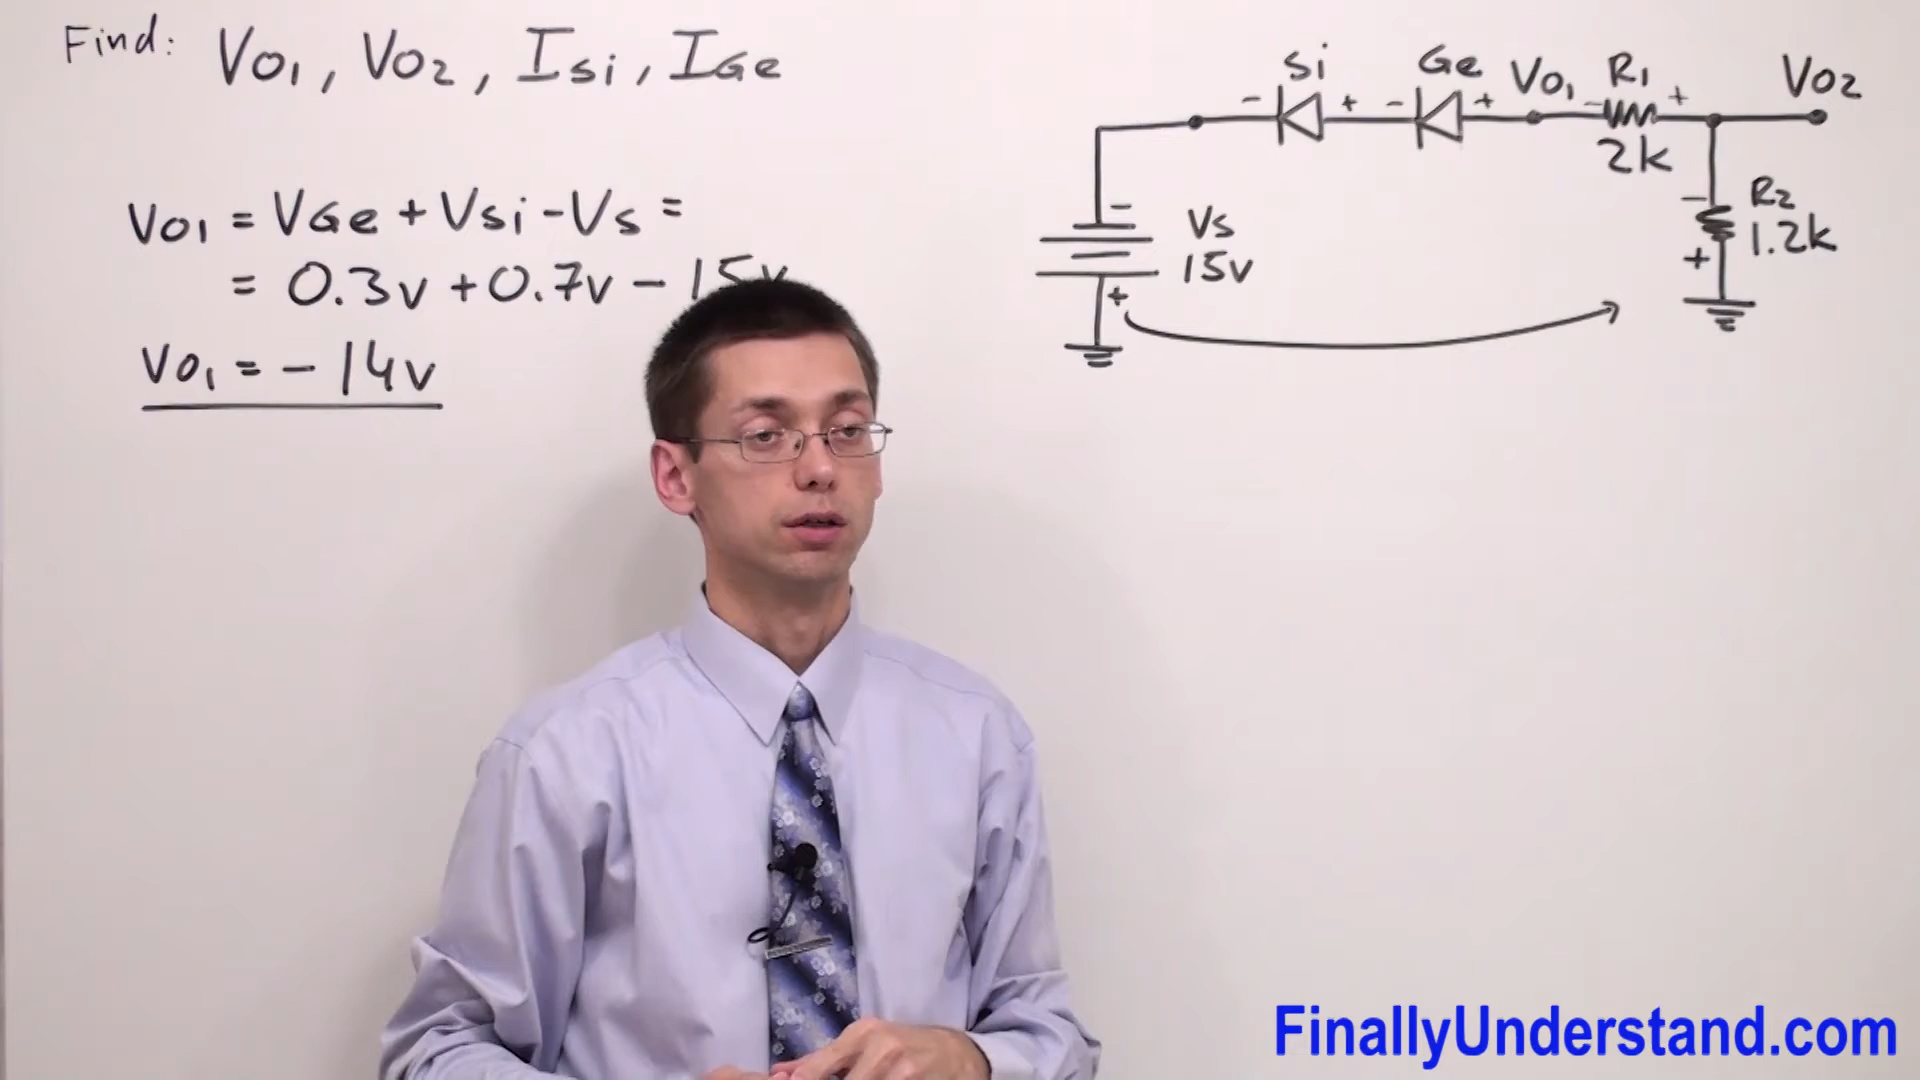 Find: VO1, VO2, ISi, IGe
VO1 = VGe + VSi - Vs =
= 0.3v + 0.7v - 15v
VO1 = - 14v
Si
Ge
VO1
R1
VO2
- + - + - +
2k
-
Vs
15v
+
-
R2
1.2k
+
FinallyUnderstand.com